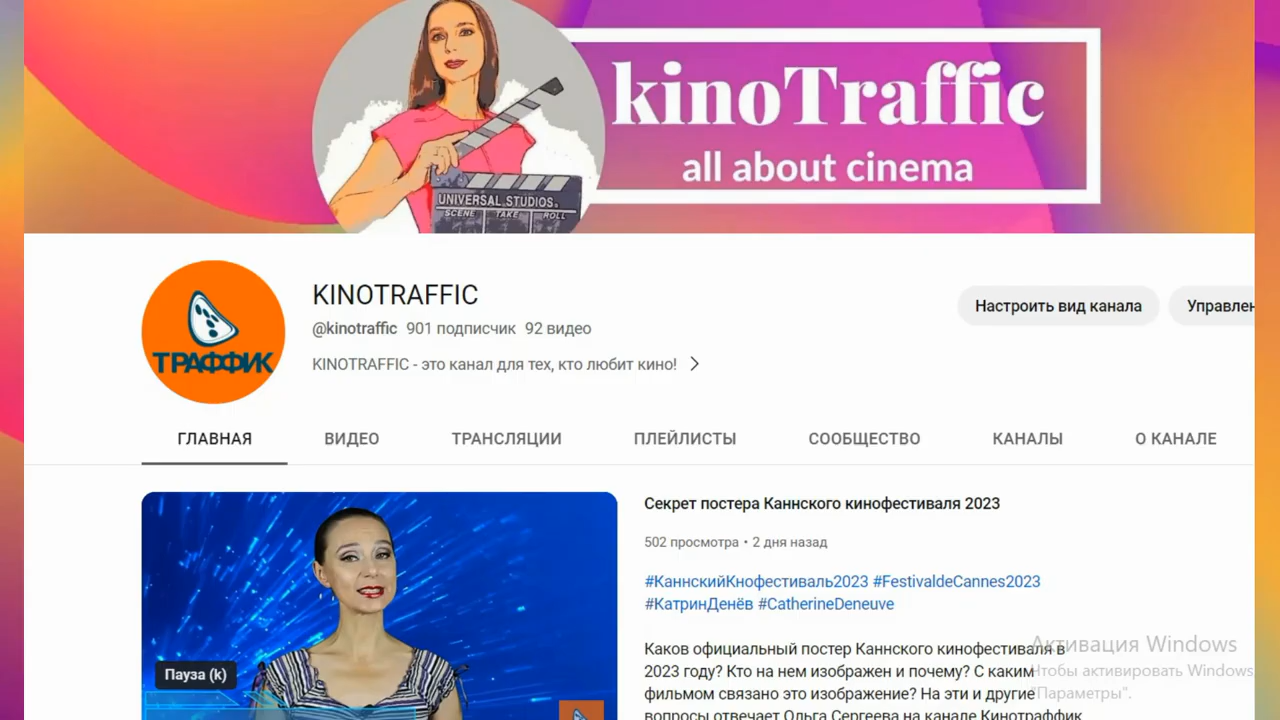 kinoTraffic
all about cinema
UNIVERSAL STUDIOS
SCENE TAKE ROLL
ТРАФФИК
KINOTRAFFIC
@kinotraffic 901 подписчик 92 видео
KINOTRAFFIC - это канал для тех, кто любит кино!
Настроить вид канала
Управлен
ГЛАВНАЯ ВИДЕО ТРАНСЛЯЦИИ ПЛЕЙЛИСТЫ СООБЩЕСТВО КАНАЛЫ О КАНАЛЕ
Пауза (k)
Секрет постера Каннского кинофестиваля 2023
502 просмотра • 2 дня назад
#КаннскийКнофестиваль2023 #FestivaldeCannes2023
#КатринДенёв #CatherineDeneuve
Каков официальный постер Каннского кинофестиваля в
2023 году? Кто на нем изображен и почему? С каким
фильмом связано это изображение? На эти и другие
вопросы отвечает Ольга Сергеева на канале Кинотраффик
Активация Windows
Чтобы активировать Windows
"Параметры".